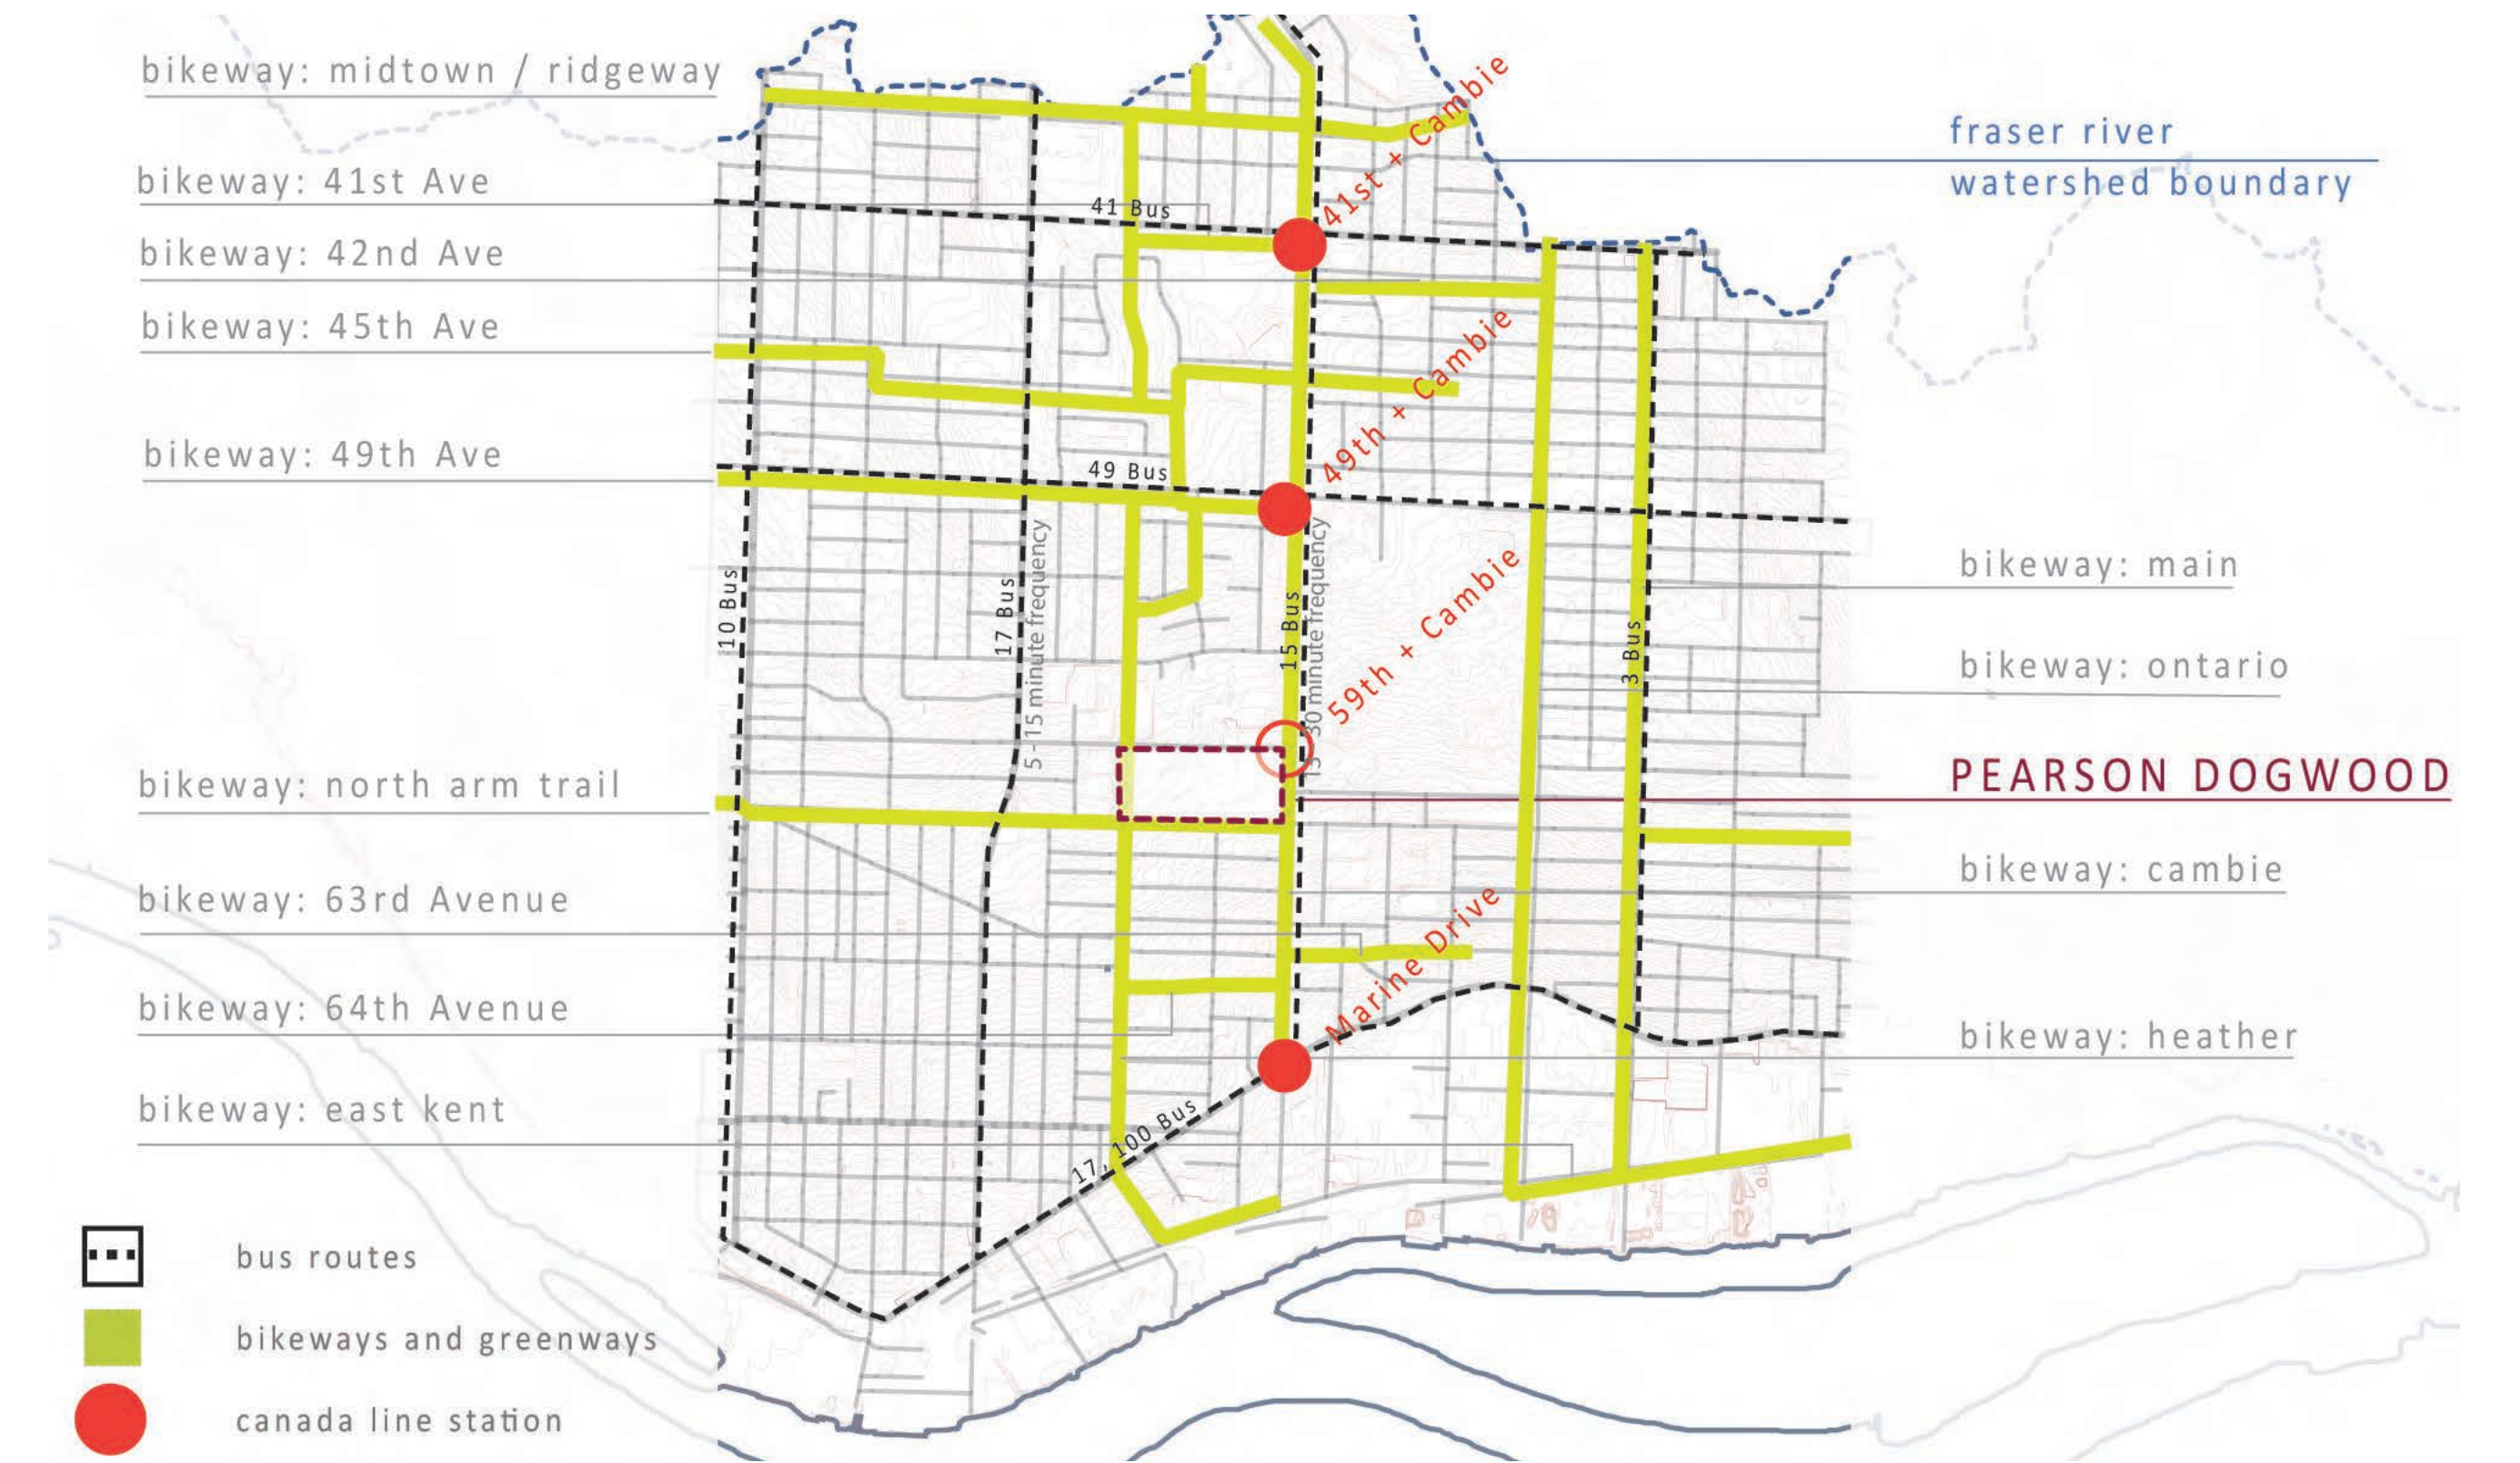 bikeway: midtown / ridgeway
bikeway: 41st Ave
bikeway: 42nd Ave
bikeway: 45th Ave
bikeway: 49th Ave
bikeway: north arm trail
bikeway: 63rd Avenue
bikeway: 64th Avenue
bikeway: east kent
bus routes
bikeways and greenways
canada line station
41 Bus
49 Bus
10 Bus
17 Bus
5 - 15 minute frequency
15 Bus
15 - 30 minute frequency
3 Bus
17, 100 Bus
41st + Cambie
49th + Cambie
59th + Cambie
Marine Drive
fraser river
watershed boundary
bikeway: main
bikeway: ontario
PEARSON DOGWOOD
bikeway: cambie
bikeway: heather